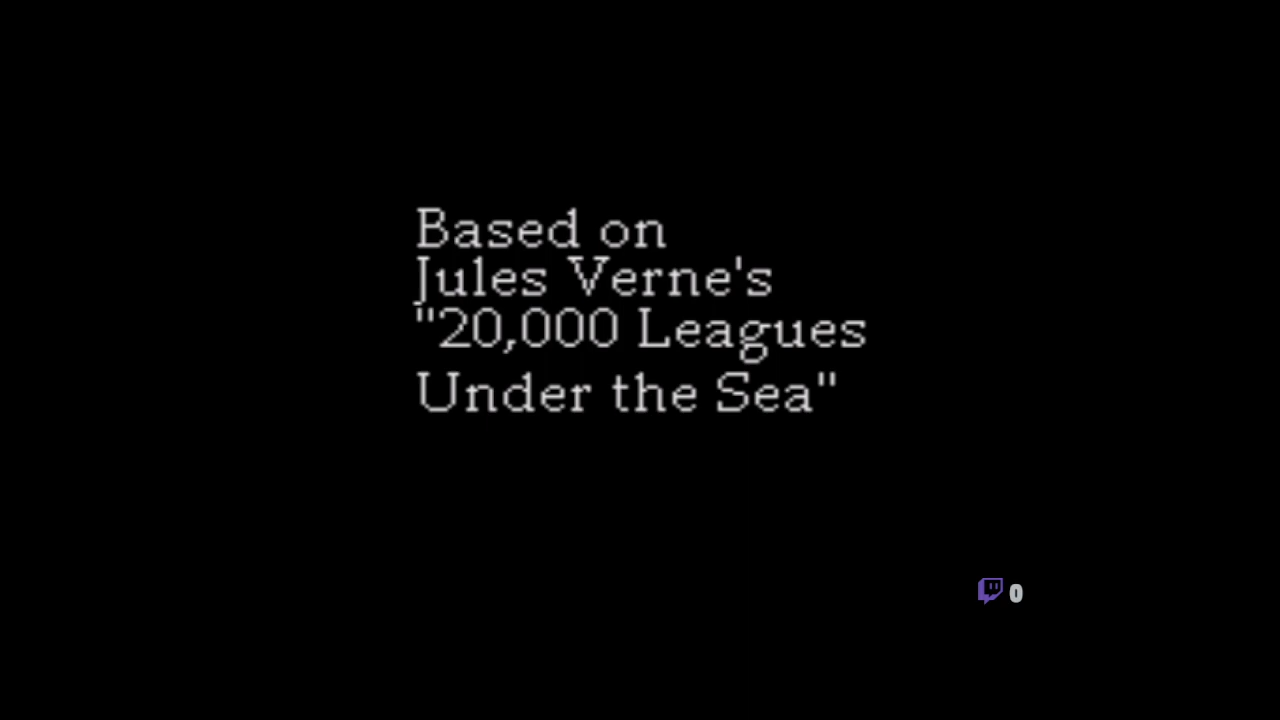 Based on
Jules Verne's
"20,000 Leagues
Under the Sea"
0